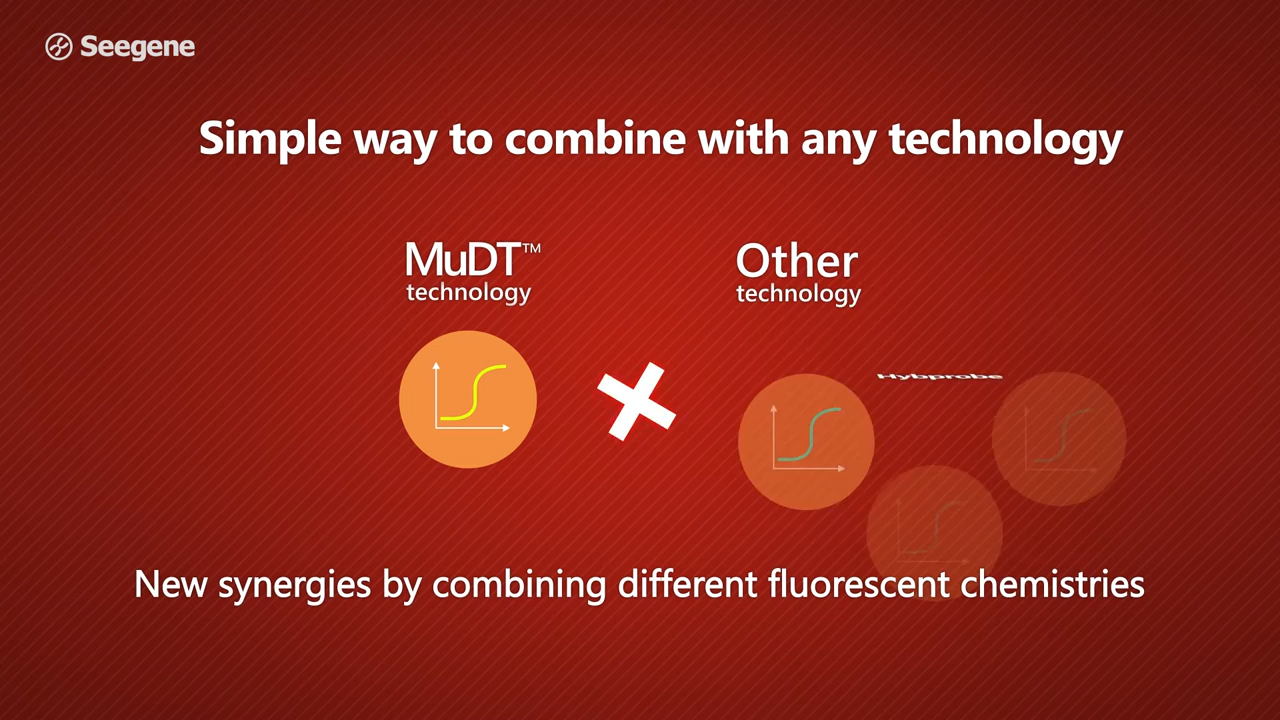 Seegene
Simple way to combine with any technology
MuDT™
technology
Other
technology
Hybprobe
New synergies by combining different fluorescent chemistries